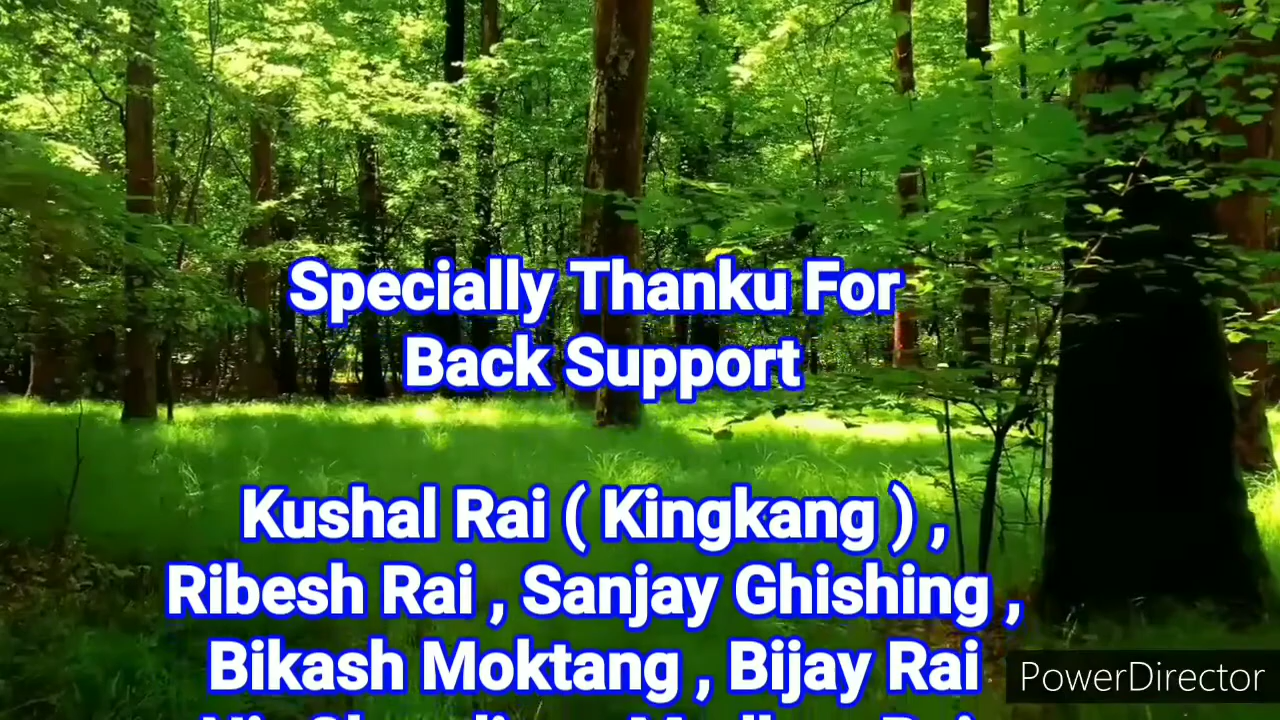 Specially Thanku For
Back Support
Kushal Rai ( Kingkang ) ,
Ribesh Rai , Sanjay Ghishing ,
Bikash Moktang , Bijay Rai
PowerDirector